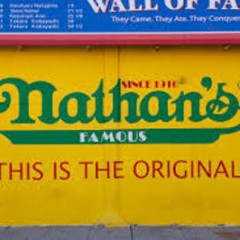 WALL OF FA
They Came. They Ate. They Conque
SINCE 1916
Nathan's
FAMOUS
THIS IS THE ORIGINAL